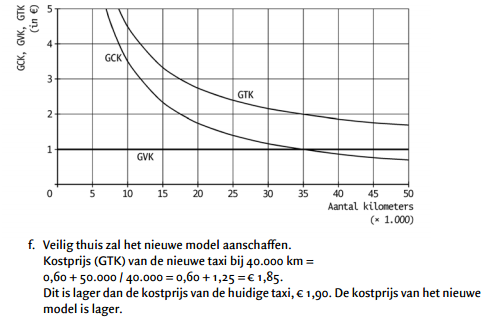 GCK, GVK, GTK
(in €)
5
4
3
2
1
0
GCK
GTK
GVK
5 10 15 20 25 30 35 40 45 50
Aantal kilometers
(× 1.000)
f. Veilig thuis zal het nieuwe model aanschaffen.
Kostprijs (GTK) van de nieuwe taxi bij 40.000 km =
0,60 + 50.000 / 40.000 = 0,60 + 1,25 = € 1,85.
Dit is lager dan de kostprijs van de huidige taxi, € 1,90. De kostprijs van het nieuwe
model is lager.